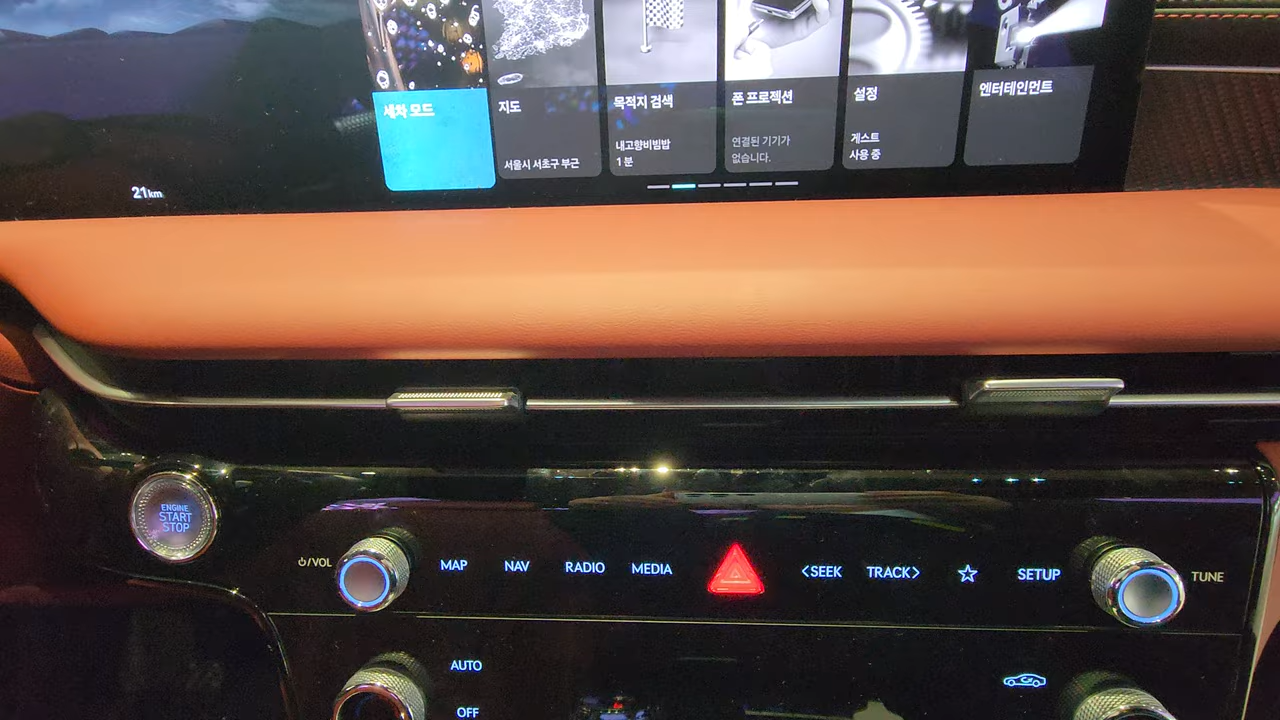 세차 모드
지도
목적지 검색
폰 프로젝션
설정
엔터테인먼트
서울시 서초구 부근
내고향비빔밥
1 분
연결된 기기가
없습니다.
게스트
사용 중
21km
ENGINE
START
STOP
/VOL
MAP
NAV
RADIO
MEDIA
<SEEK
TRACK>
SETUP
TUNE
AUTO
OFF